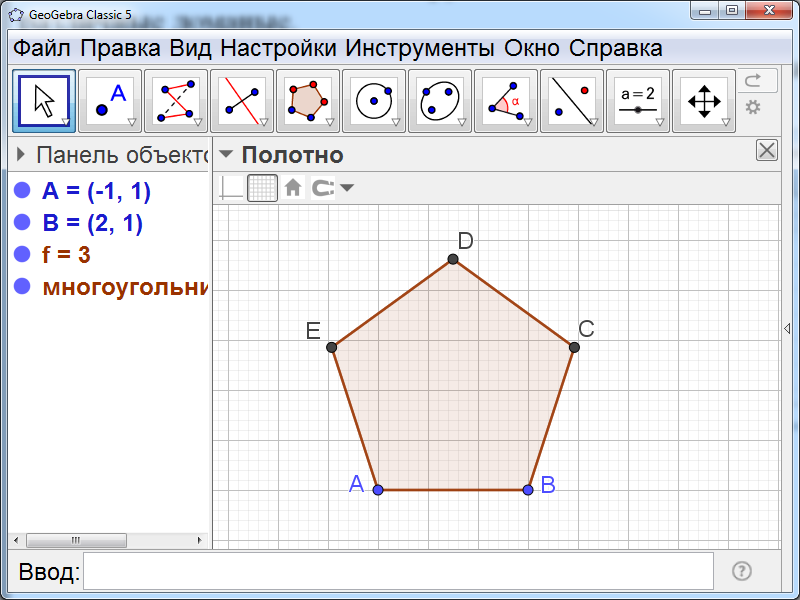 GeoGebra Classic 5
Файл Правка Вид Настройки Инструменты Окно Справка
A
α
a=2
Панель объекто
Полотно
A = (-1, 1)
B = (2, 1)
f = 3
многоугольни
D
E
C
A
B
Ввод: